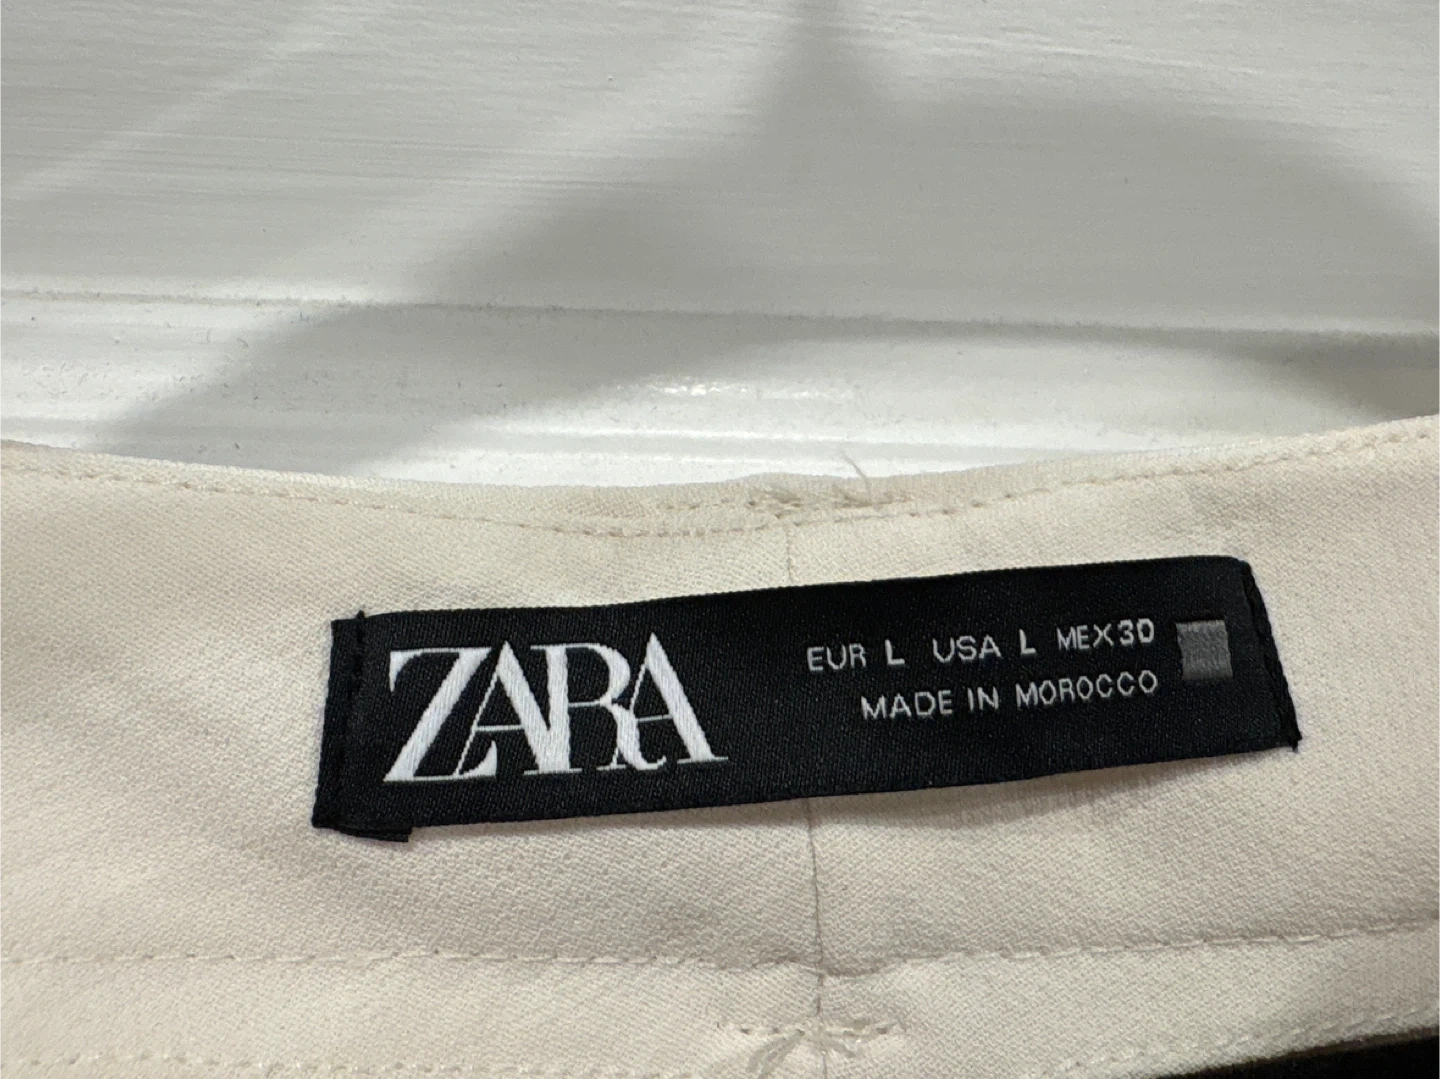 ZARA
EUR L USA L MEX 30
MADE IN MOROCCO